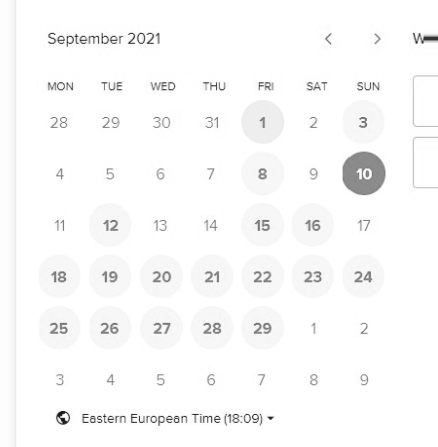 September 2021
MON TUE WED THU FRI SAT SUN
28 29 30 31 1 2 3
4 5 6 7 8 9 10
11 12 13 14 15 16 17
18 19 20 21 22 23 24
25 26 27 28 29 1 2
3 4 5 6 7 8 9
Eastern European Time (18:09)